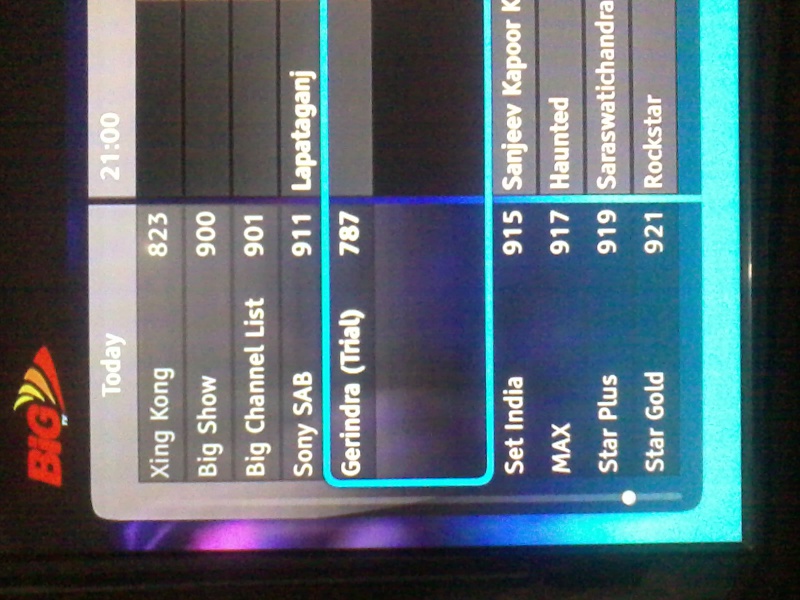 BiG
TV
Today 21:00
Xing Kong 823
Big Show 900
Big Channel List 901
Sony SAB 911 Lapataganj
Gerindra (Trial) 787
Set India 915 Sanjeev Kapoor K
MAX 917 Haunted
Star Plus 919 Saraswatichandra
Star Gold 921 Rockstar